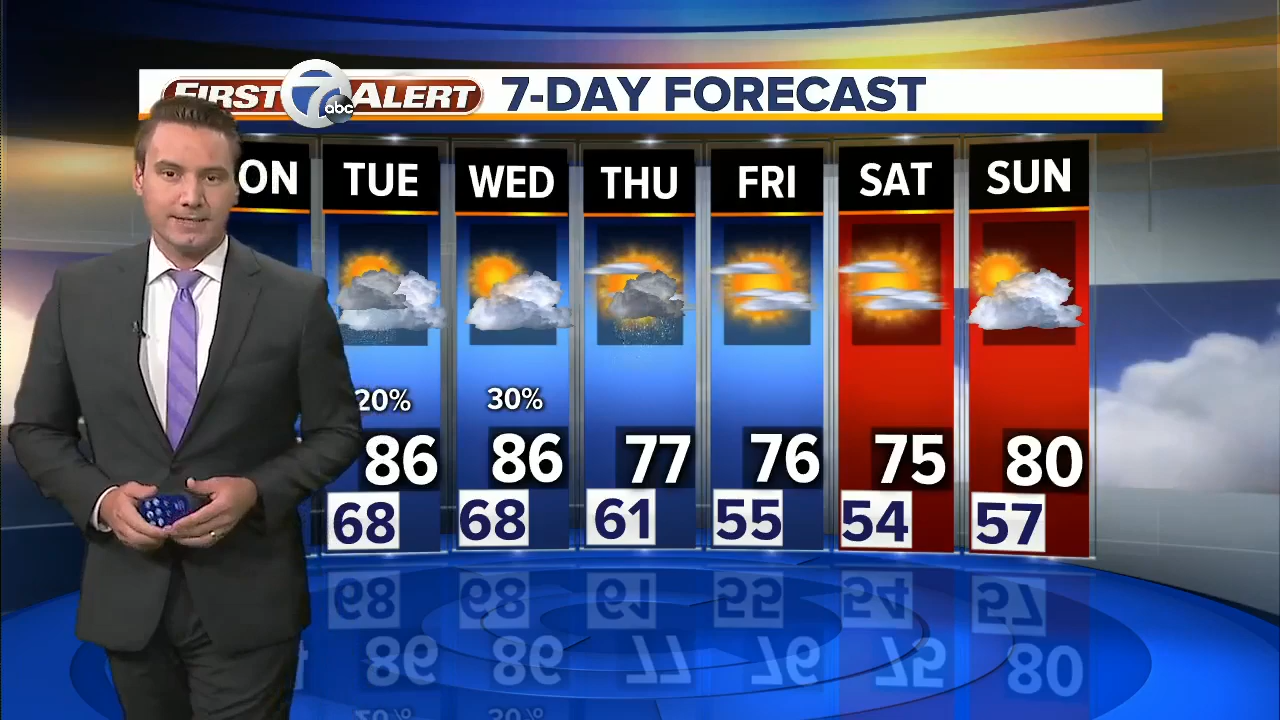 FIRST 7 abc ALERT 7-DAY FORECAST
ON TUE WED THU FRI SAT SUN
20% 30%
86 86 77 76 75 80
68 68 61 55 54 57